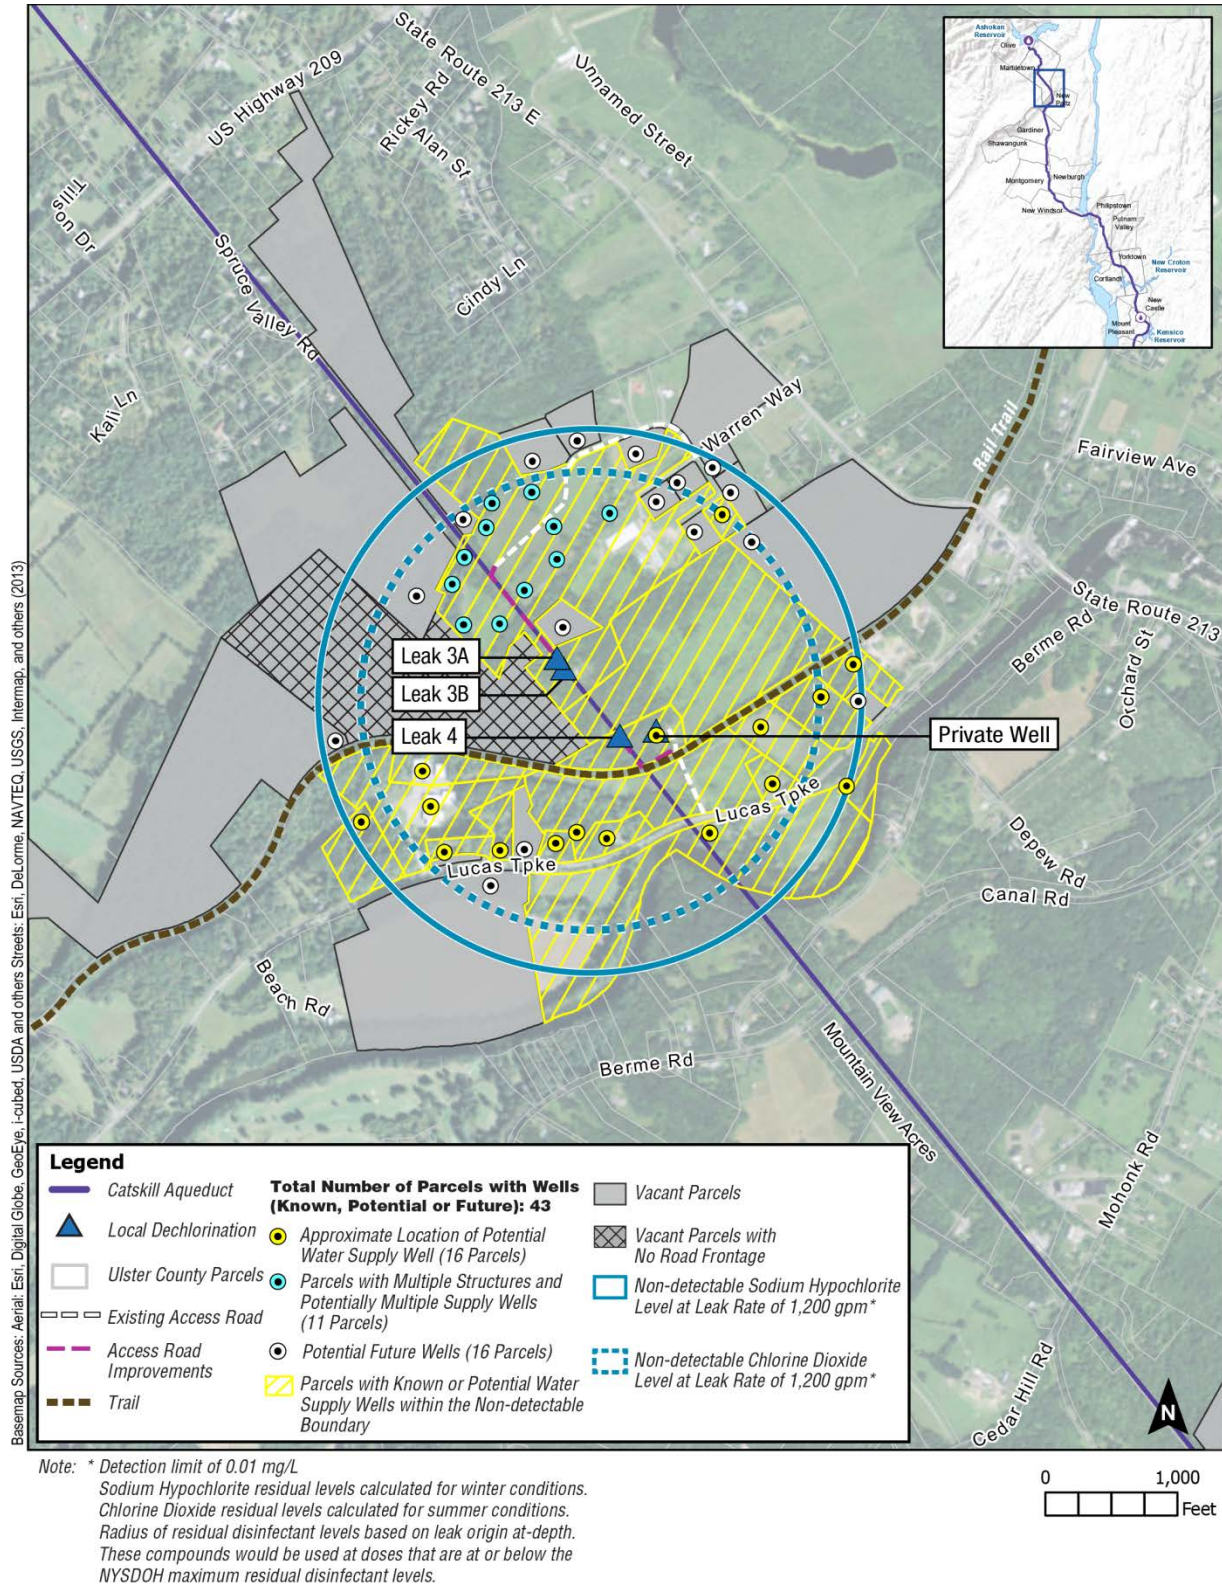 US Highway 209
State Route 213 E
Rickey Rd
Alan St
Unnamed Street
Tillson Dr
Spruce Valley Rd
Cindy Ln
Kali Ln
Warren Way
Rail Trail
Fairview Ave
State Route 213
Berme Rd
Orchard St
Leak 3A
Leak 3B
Leak 4
Private Well
Lucas Tpke
Lucas Tpke
Depew Rd
Canal Rd
Beach Rd
Berme Rd
Mountain View Acres
Mohonk Rd
Cedar Hill Rd
N
Ashokan
Reservoir
Olive
Marbletown
New
Paltz
Gardiner
Shawangunk
Montgomery
Newburgh
New Windsor
Philipstown
Putnam
Valley
Yorktown
New Croton
Reservoir
Cortlandt
New
Castle
Mount
Pleasant
Kensico
Reservoir
Basemap Sources: Aerial: Esri, Digital Globe, GeoEye, i-cubed, USDA and others Streets: Esri, DeLorme, NAVTEQ, USGS, Intermap, and others (2013)
Legend
Catskill Aqueduct
Local Dechlorination
Ulster County Parcels
Existing Access Road
Access Road
Improvements
Trail
Total Number of Parcels with Wells
(Known, Potential or Future): 43
Approximate Location of Potential
Water Supply Well (16 Parcels)
Parcels with Multiple Structures and
Potentially Multiple Supply Wells
(11 Parcels)
Potential Future Wells (16 Parcels)
Parcels with Known or Potential Water
Supply Wells within the Non-detectable
Boundary
Vacant Parcels
Vacant Parcels with
No Road Frontage
Non-detectable Sodium Hypochlorite
Level at Leak Rate of 1,200 gpm*
Non-detectable Chlorine Dioxide
Level at Leak Rate of 1,200 gpm*
Note: * Detection limit of 0.01 mg/L
Sodium Hypochlorite residual levels calculated for winter conditions.
Chlorine Dioxide residual levels calculated for summer conditions.
Radius of residual disinfectant levels based on leak origin at-depth.
These compounds would be used at doses that are at or below the
NYSDOH maximum residual disinfectant levels.
0 1,000
Feet